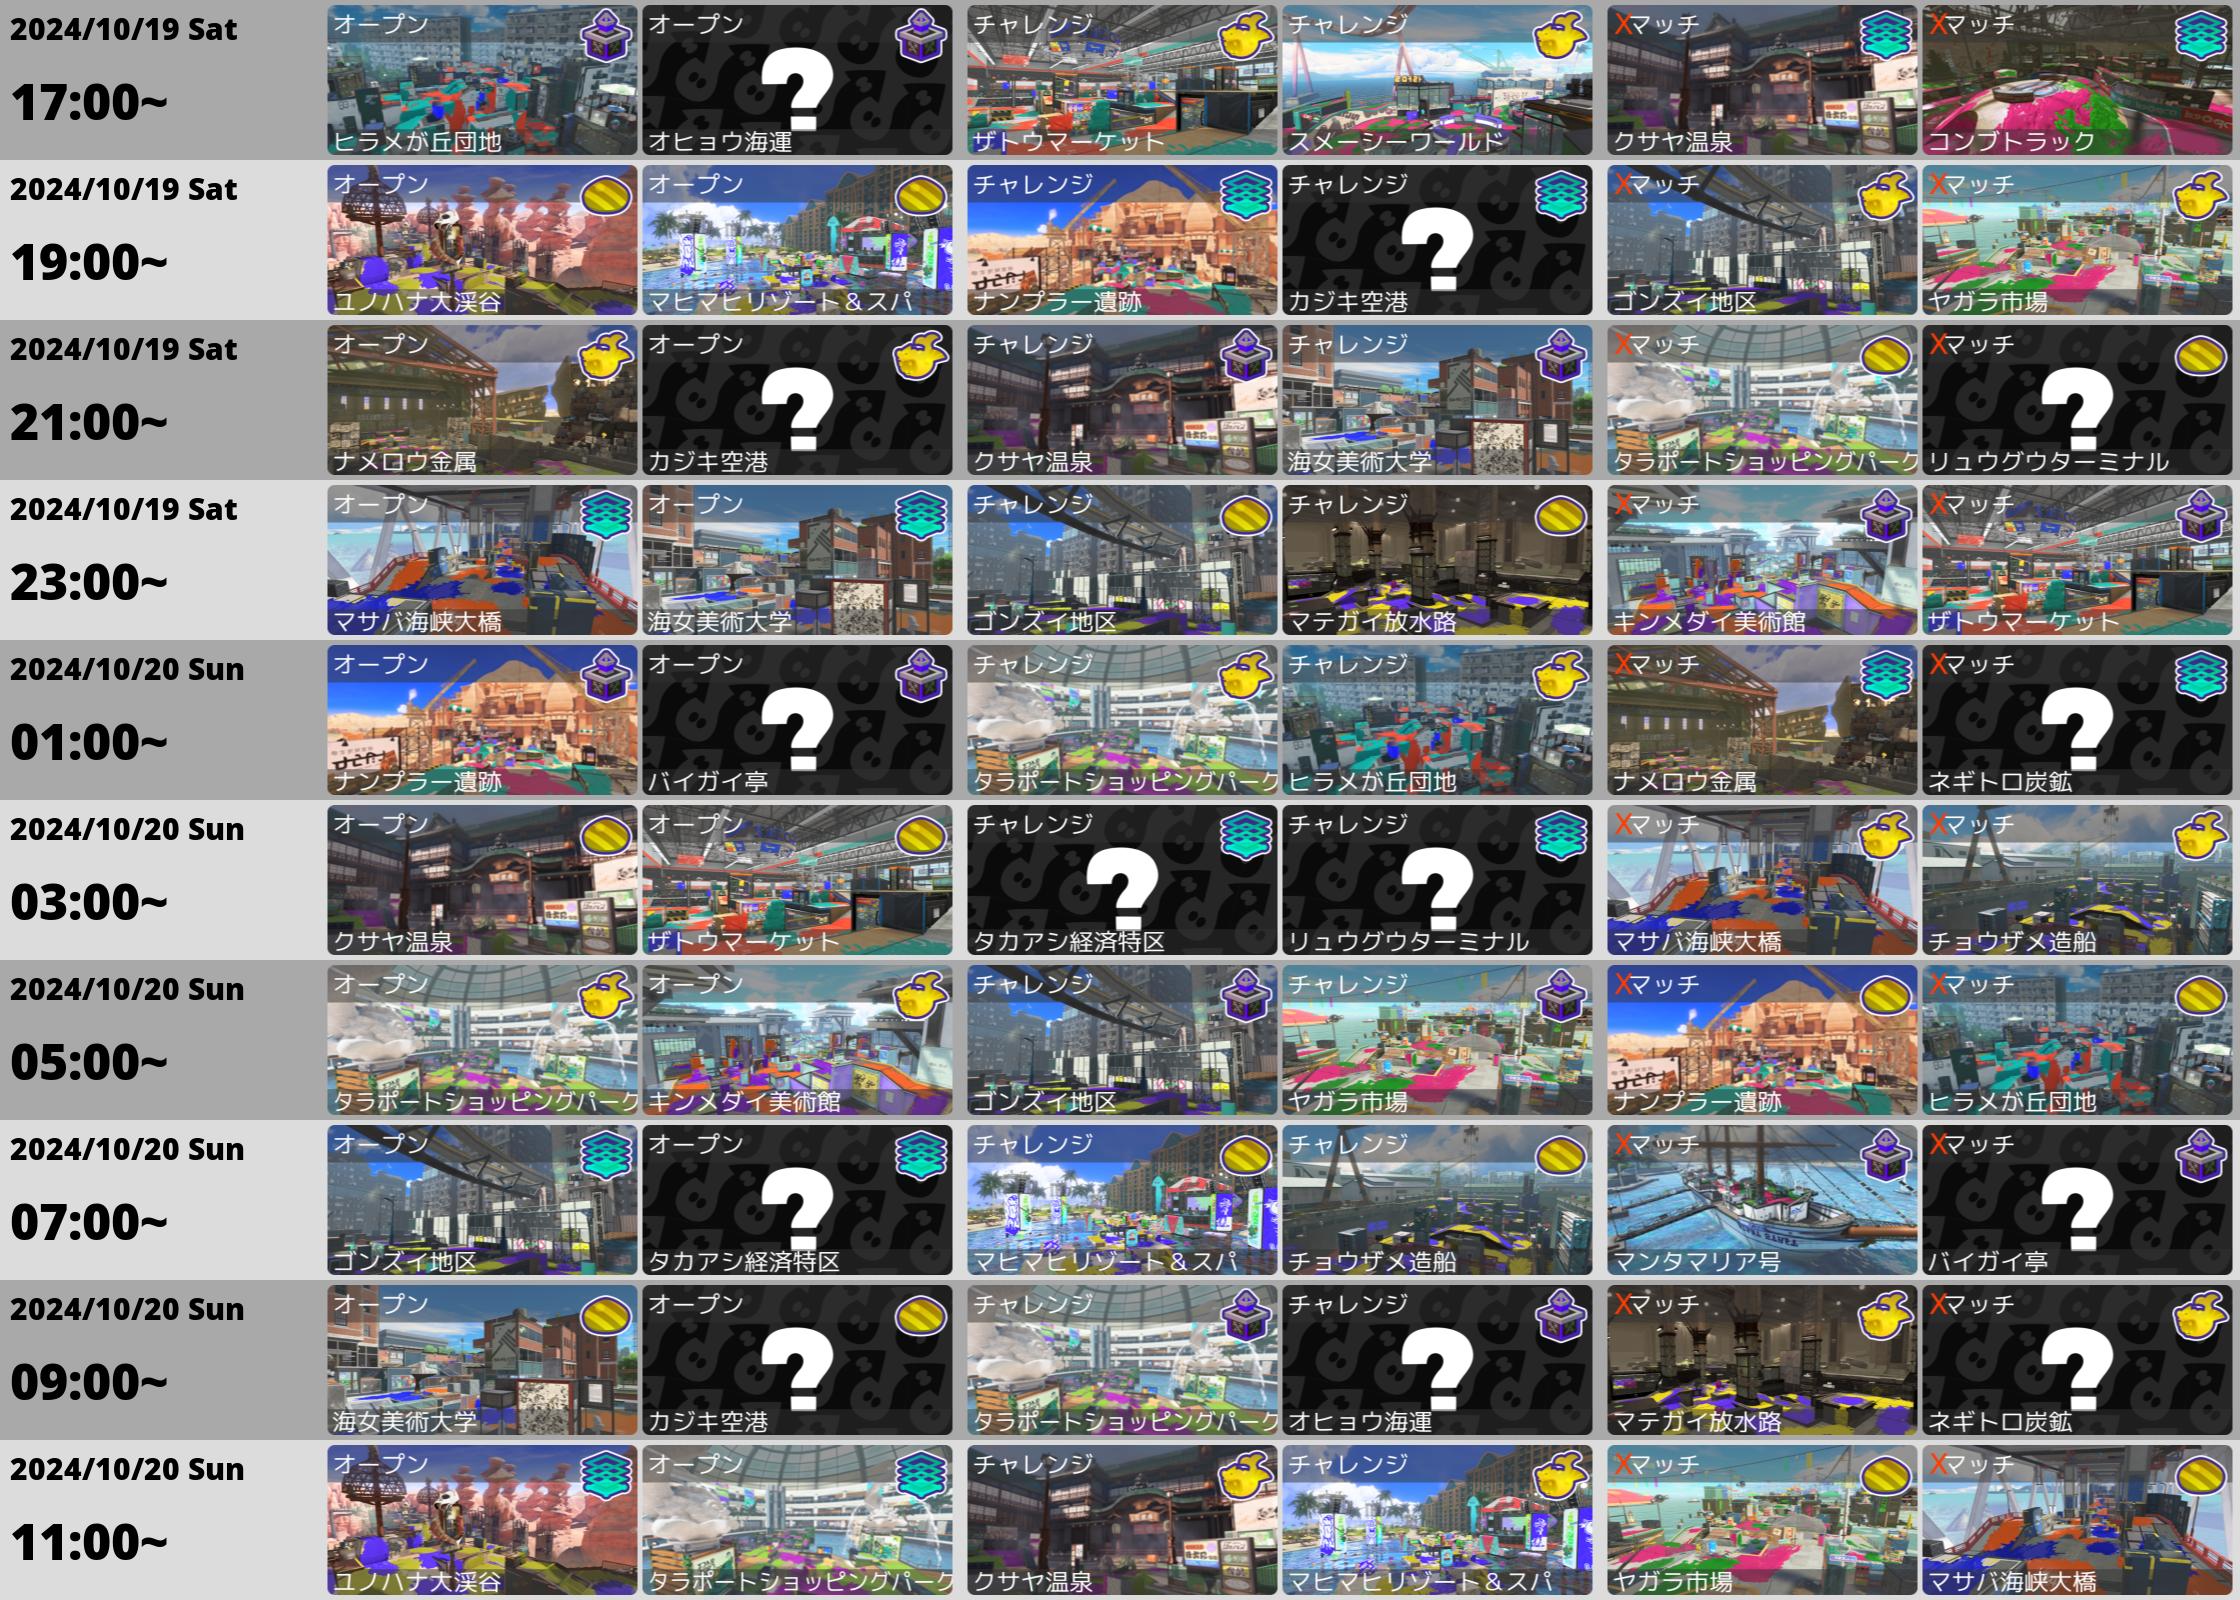 2024/10/19 Sat
17:00~
オープン
ヒラメが丘団地
オープン
オヒョウ海運
チャレンジ
ザトウマーケット
チャレンジ
スメーシーワールド
Xマッチ
クサヤ温泉
Xマッチ
コンブトラック
2024/10/19 Sat
19:00~
オープン
ユノハナ大渓谷
オープン
マヒマヒリゾート＆スパ
チャレンジ
ナンプラー遺跡
チャレンジ
カジキ空港
Xマッチ
ゴンズイ地区
Xマッチ
ヤガラ市場
2024/10/19 Sat
21:00~
オープン
ナメロウ金属
オープン
カジキ空港
チャレンジ
クサヤ温泉
チャレンジ
海女美術大学
Xマッチ
タラポートショッピングパーク
Xマッチ
リュウグウターミナル
2024/10/19 Sat
23:00~
オープン
マサバ海峡大橋
オープン
海女美術大学
チャレンジ
ゴンズイ地区
チャレンジ
マテガイ放水路
Xマッチ
キンメダイ美術館
Xマッチ
ザトウマーケット
2024/10/20 Sun
01:00~
オープン
ナンプラー遺跡
オープン
バイガイ亭
チャレンジ
タラポートショッピングパーク
チャレンジ
ヒラメが丘団地
Xマッチ
ナメロウ金属
Xマッチ
ネギトロ炭鉱
2024/10/20 Sun
03:00~
オープン
クサヤ温泉
オープン
ザトウマーケット
チャレンジ
タカアシ経済特区
チャレンジ
リュウグウターミナル
Xマッチ
マサバ海峡大橋
Xマッチ
チョウザメ造船
2024/10/20 Sun
05:00~
オープン
タラポートショッピングパーク
オープン
キンメダイ美術館
チャレンジ
ゴンズイ地区
チャレンジ
ヤガラ市場
Xマッチ
ナンプラー遺跡
Xマッチ
ヒラメが丘団地
2024/10/20 Sun
07:00~
オープン
ゴンズイ地区
オープン
タカアシ経済特区
チャレンジ
マヒマヒリゾート＆スパ
チャレンジ
チョウザメ造船
Xマッチ
マンタマリア号
Xマッチ
バイガイ亭
2024/10/20 Sun
09:00~
オープン
海女美術大学
オープン
カジキ空港
チャレンジ
タラポートショッピングパーク
チャレンジ
オヒョウ海運
Xマッチ
マテガイ放水路
Xマッチ
ネギトロ炭鉱
2024/10/20 Sun
11:00~
オープン
ユノハナ大渓谷
オープン
タラポートショッピングパーク
チャレンジ
クサヤ温泉
チャレンジ
マヒマヒリゾート＆スパ
Xマッチ
ヤガラ市場
Xマッチ
マサバ海峡大橋